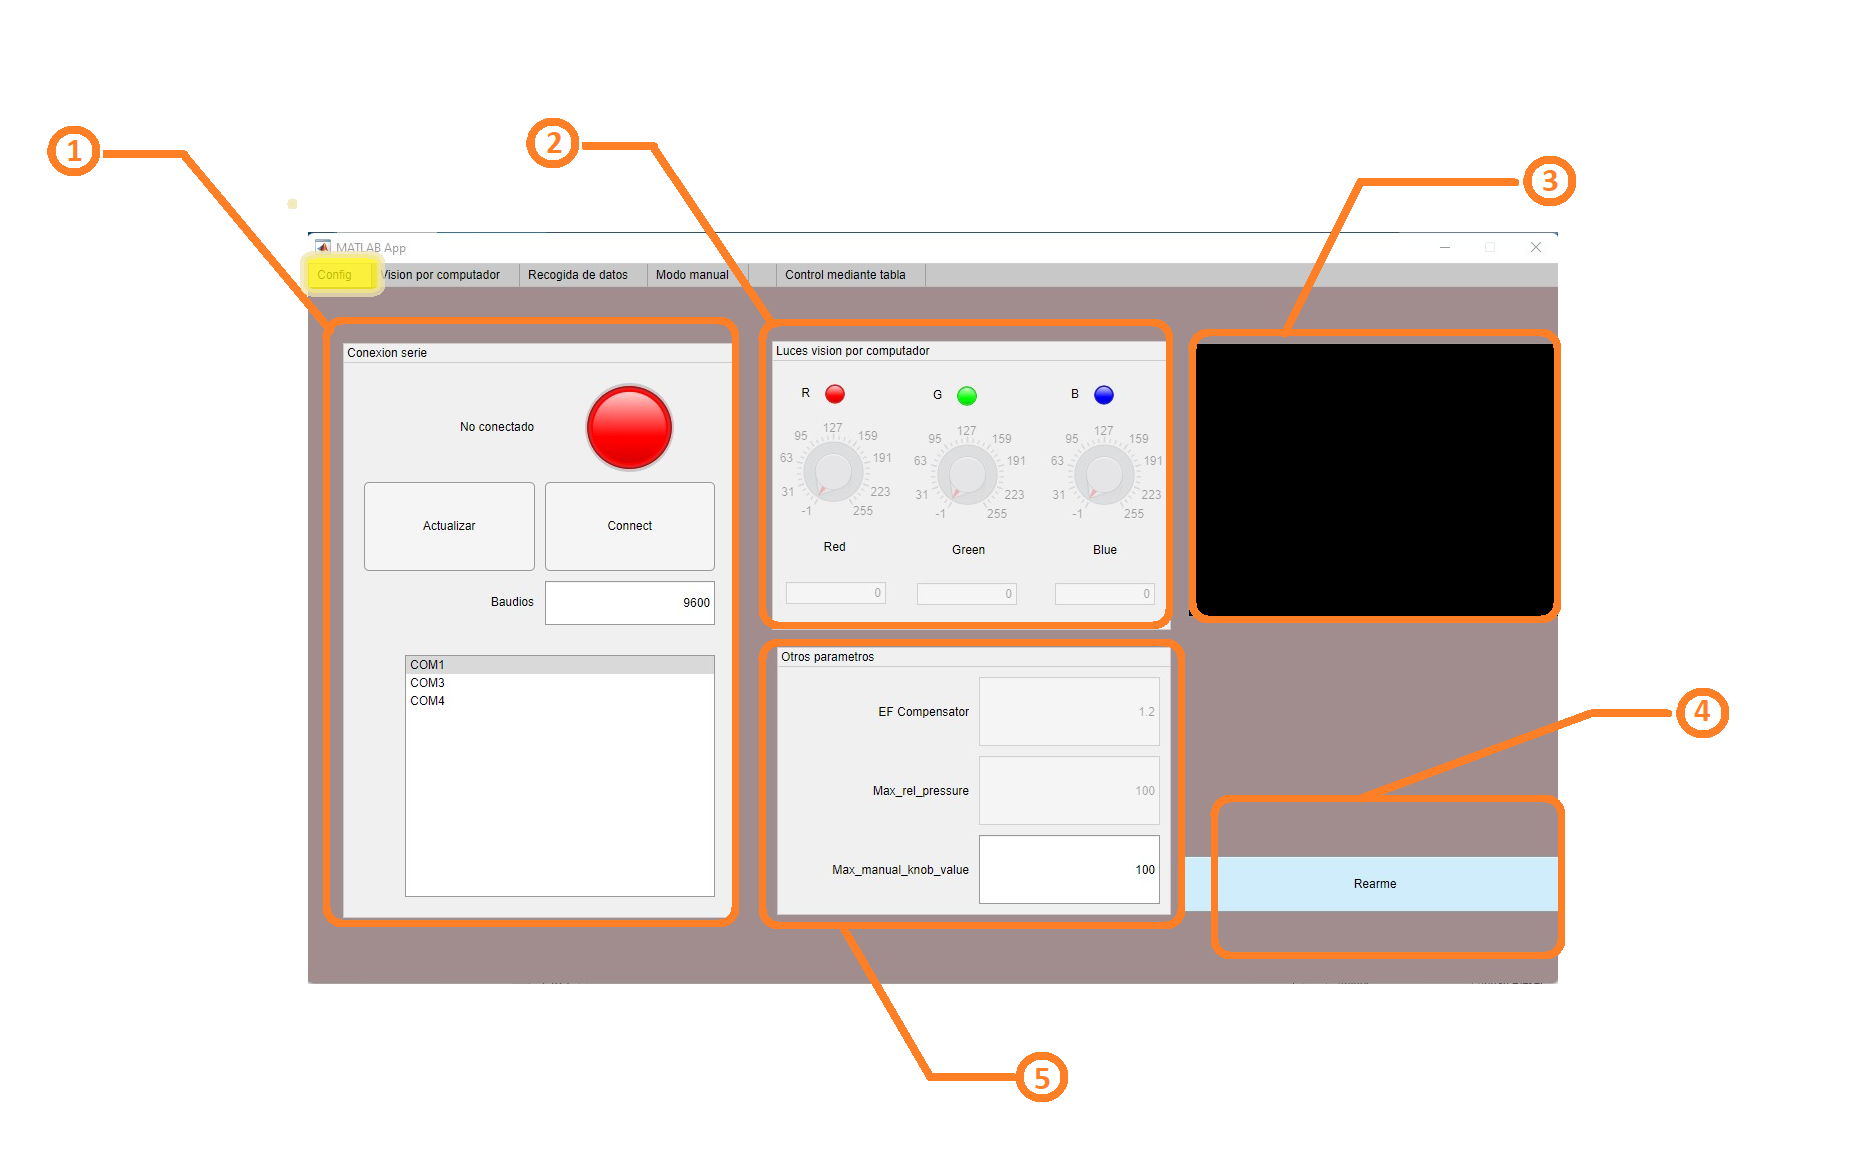 1
2
3
MATLAB App
Config
Vision por computador
Recogida de datos
Modo manual
Control mediante tabla
Conexion serie
No conectado
Actualizar
Connect
Baudios
9600
COM1
COM3
COM4
Luces vision por computador
R
G
B
-1 31 63 95 127 159 191 223 255
-1 31 63 95 127 159 191 223 255
-1 31 63 95 127 159 191 223 255
Red
Green
Blue
0
0
0
Otros parametros
EF Compensator
1.2
Max_rel_pressure
100
Max_manual_knob_value
100
4
Rearme
5